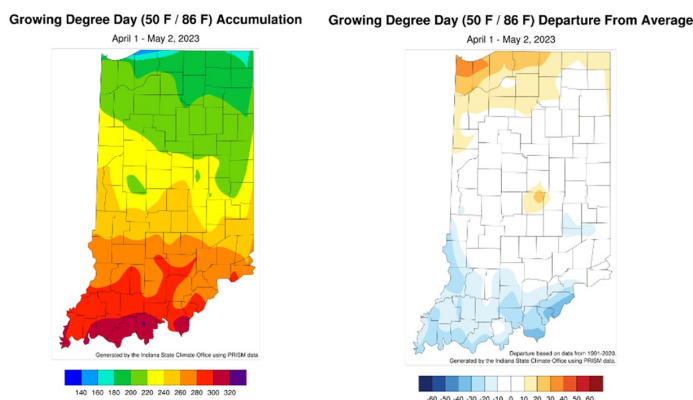 Growing Degree Day (50 F / 86 F) Accumulation
April 1 - May 2, 2023
Generated by the Indiana State Climate Office using PRISM data.
140 160 180 200 220 240 260 280 300 320
Growing Degree Day (50 F / 86 F) Departure From Average
April 1 - May 2, 2023
Departure based on data from 1991-2020.
Generated by the Indiana State Climate Office using PRISM data.
-60 -50 -40 -30 -20 -10 0 10 20 30 40 50 60